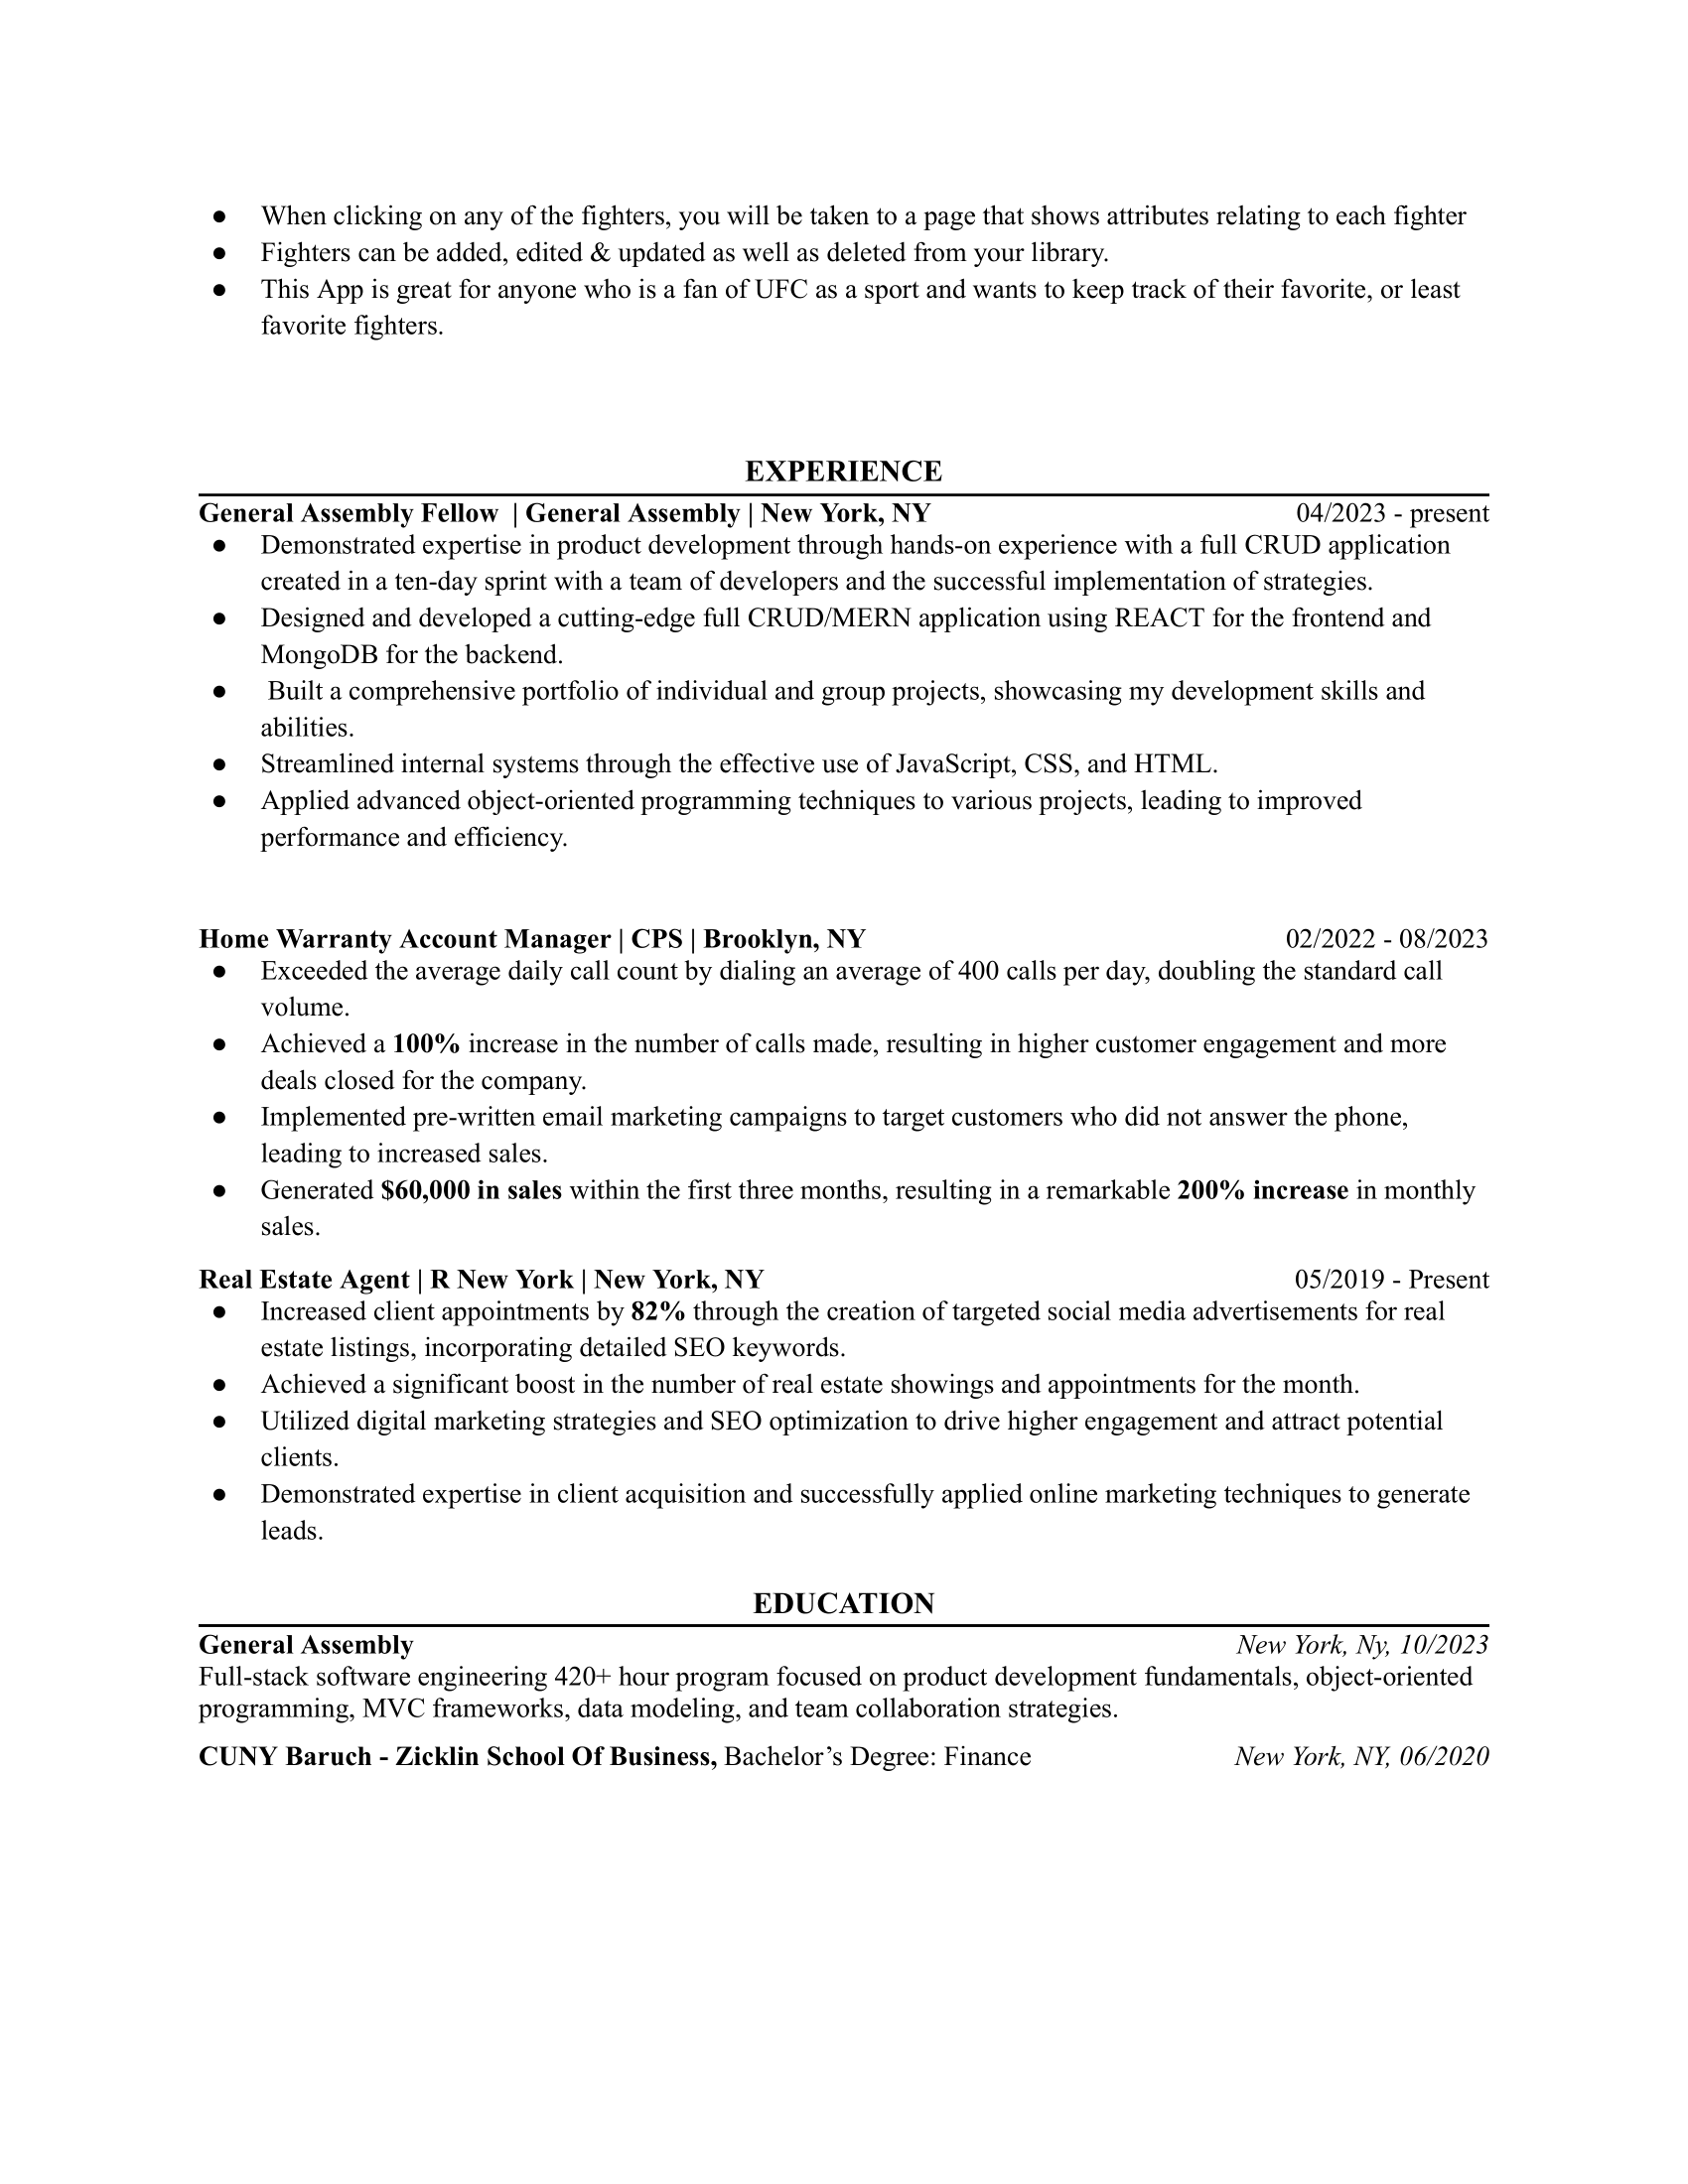 ● When clicking on any of the fighters, you will be taken to a page that shows attributes relating to each fighter
● Fighters can be added, edited & updated as well as deleted from your library.
● This App is great for anyone who is a fan of UFC as a sport and wants to keep track of their favorite, or least
favorite fighters.
EXPERIENCE
General Assembly Fellow | General Assembly | New York, NY 04/2023 - present
● Demonstrated expertise in product development through hands-on experience with a full CRUD application
created in a ten-day sprint with a team of developers and the successful implementation of strategies.
● Designed and developed a cutting-edge full CRUD/MERN application using REACT for the frontend and
MongoDB for the backend.
● Built a comprehensive portfolio of individual and group projects, showcasing my development skills and
abilities.
● Streamlined internal systems through the effective use of JavaScript, CSS, and HTML.
● Applied advanced object-oriented programming techniques to various projects, leading to improved
performance and efficiency.
Home Warranty Account Manager | CPS | Brooklyn, NY 02/2022 - 08/2023
● Exceeded the average daily call count by dialing an average of 400 calls per day, doubling the standard call
volume.
● Achieved a 100% increase in the number of calls made, resulting in higher customer engagement and more
deals closed for the company.
● Implemented pre-written email marketing campaigns to target customers who did not answer the phone,
leading to increased sales.
● Generated $60,000 in sales within the first three months, resulting in a remarkable 200% increase in monthly
sales.
Real Estate Agent | R New York | New York, NY 05/2019 - Present
● Increased client appointments by 82% through the creation of targeted social media advertisements for real
estate listings, incorporating detailed SEO keywords.
● Achieved a significant boost in the number of real estate showings and appointments for the month.
● Utilized digital marketing strategies and SEO optimization to drive higher engagement and attract potential
clients.
● Demonstrated expertise in client acquisition and successfully applied online marketing techniques to generate
leads.
EDUCATION
General Assembly New York, Ny, 10/2023
Full-stack software engineering 420+ hour program focused on product development fundamentals, object-oriented
programming, MVC frameworks, data modeling, and team collaboration strategies.
CUNY Baruch - Zicklin School Of Business, Bachelor’s Degree: Finance New York, NY, 06/2020